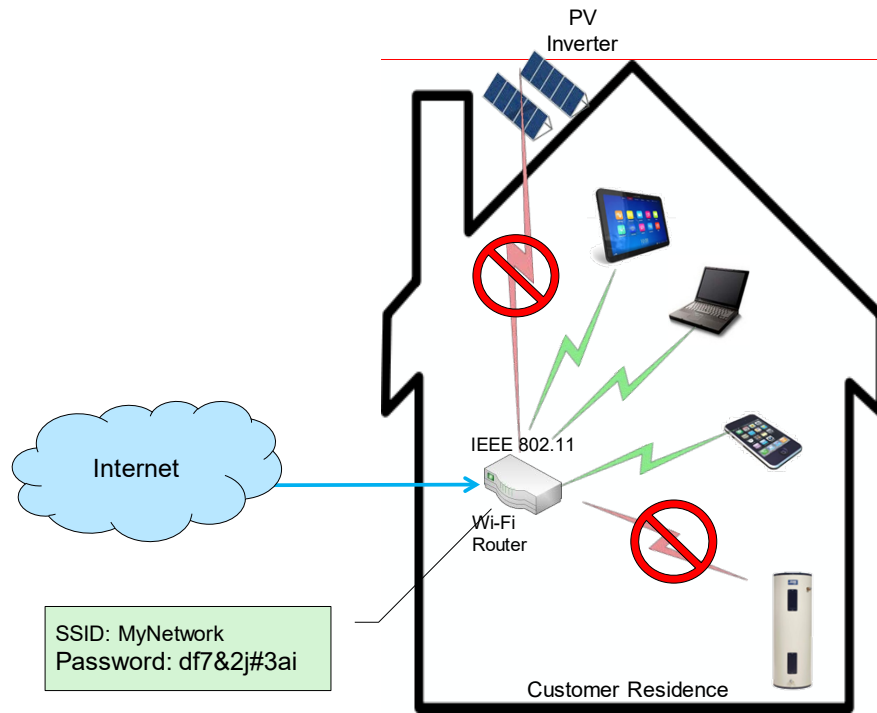 PV
Inverter
IEEE 802.11
Internet
Wi-Fi
Router
SSID: MyNetwork
Password: df7&2j#3ai
Customer Residence